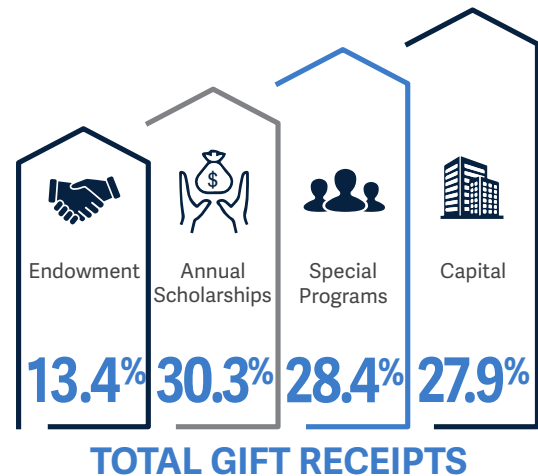 $
Endowment
Annual
Scholarships
Special
Programs
Capital
13.4% 30.3% 28.4% 27.9%
TOTAL GIFT RECEIPTS